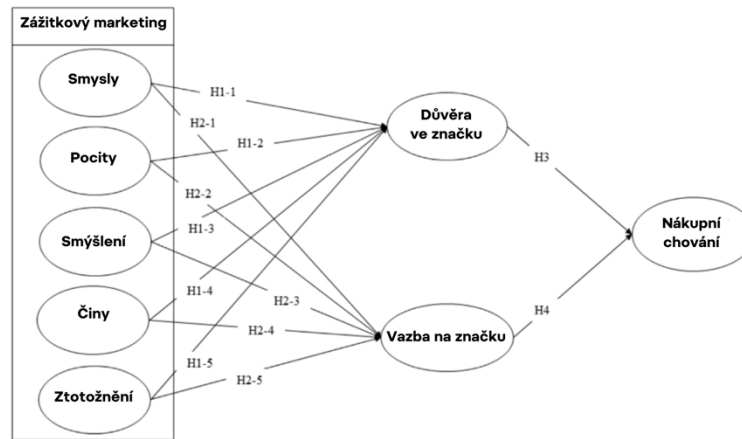 Zážitkový marketing
Smysly
Pocity
Smýšlení
Činy
Ztotožnění
H1-1
H2-1
H1-2
H2-2
H1-3
H1-4
H2-3
H2-4
H1-5
H2-5
Důvěra
ve značku
Vazba na značku
H3
H4
Nákupní
chování